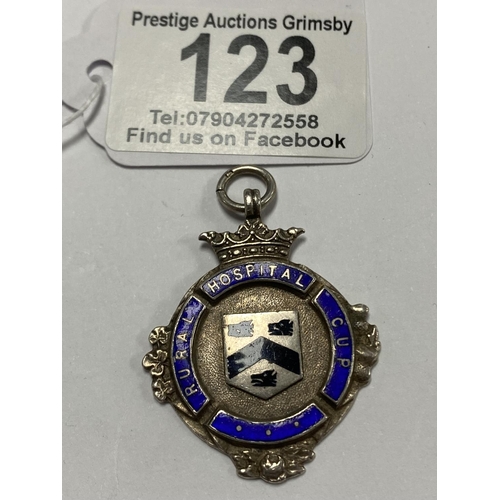 Prestige Auctions Grimsby
123
Tel:07904272558
Find us on Facebook
RURAL HOSPITAL CUP